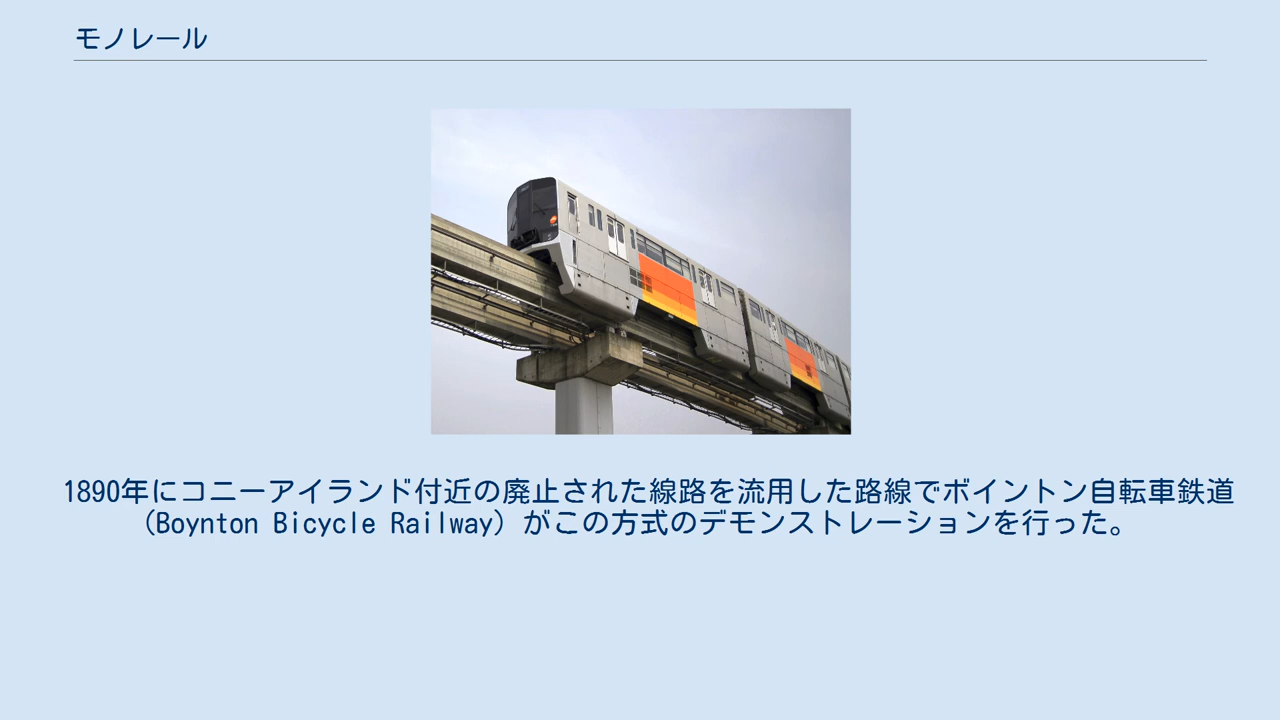 モノレール
1890年にコニーアイランド付近の廃止された線路を流用した路線でボイントン自転車鉄道
（Boynton Bicycle Railway）がこの方式のデモンストレーションを行った。